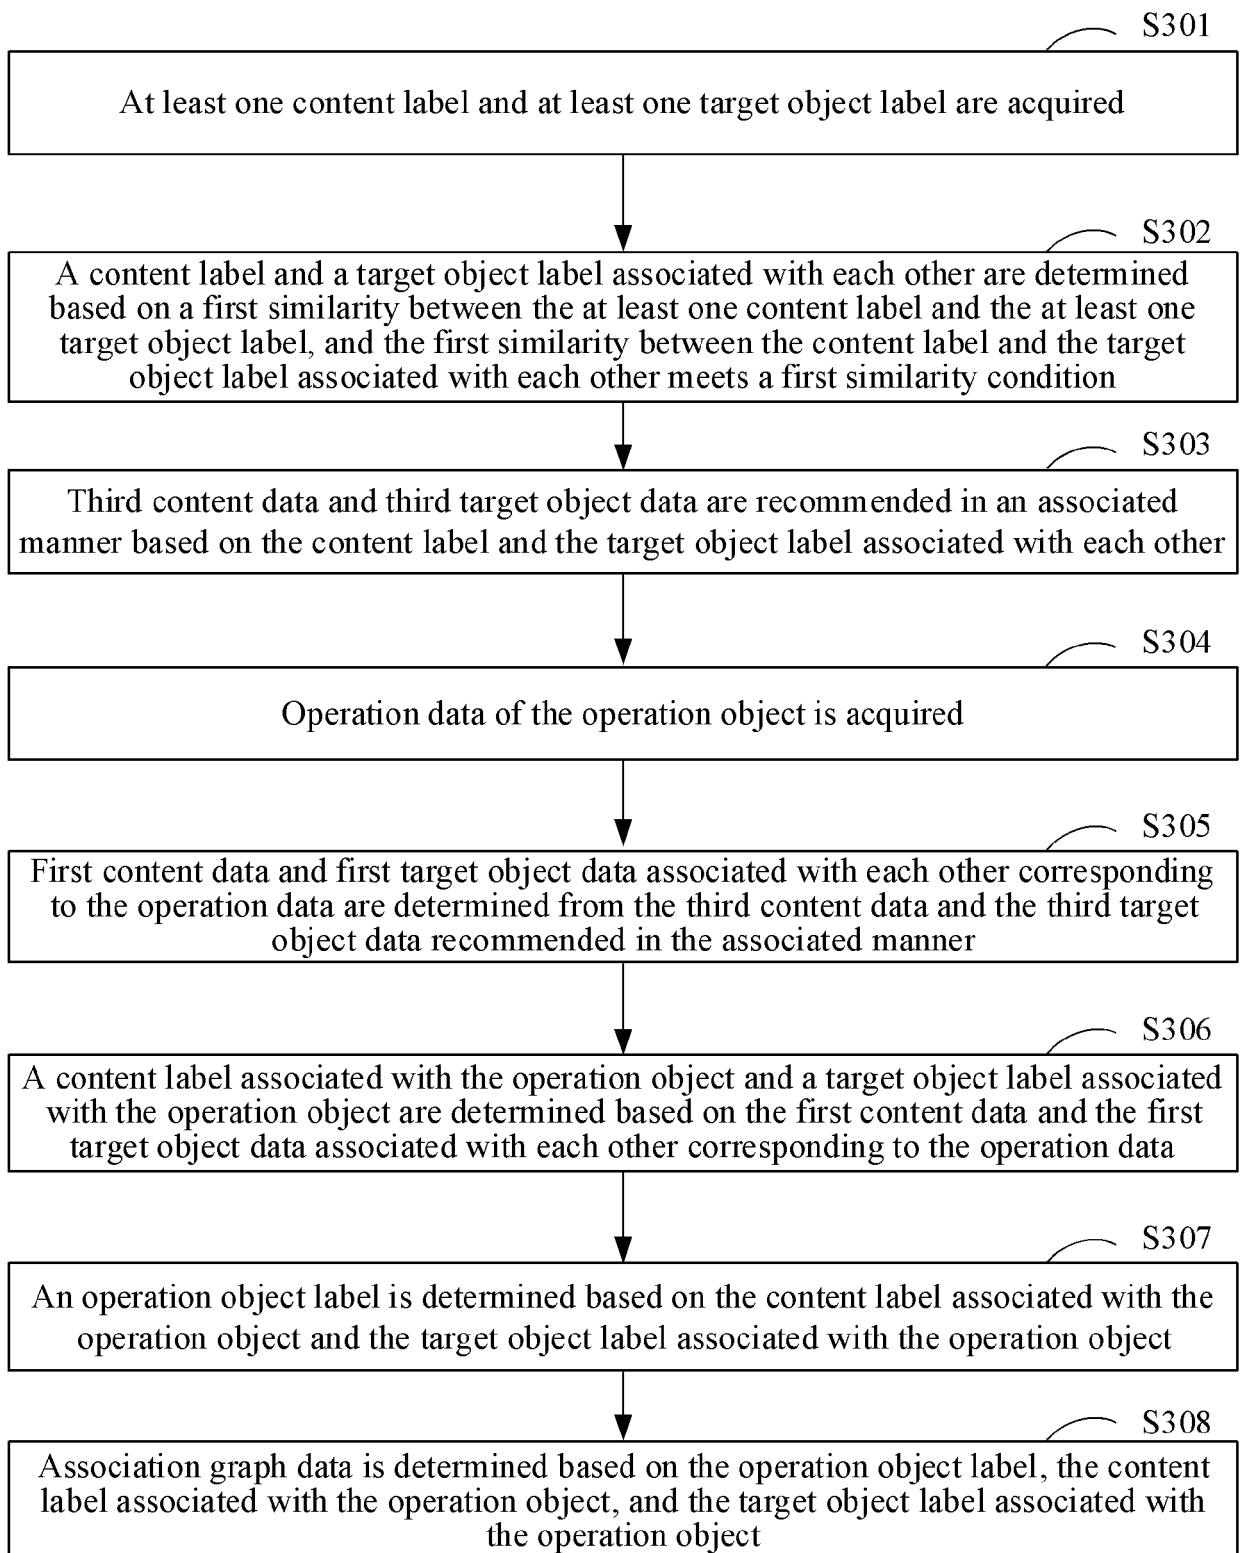 S301
At least one content label and at least one target object label are acquired
S302
A content label and a target object label associated with each other are determined
based on a first similarity between the at least one content label and the at least one
target object label, and the first similarity between the content label and the target
object label associated with each other meets a first similarity condition
S303
Third content data and third target object data are recommended in an associated
manner based on the content label and the target object label associated with each other
S304
Operation data of the operation object is acquired
S305
First content data and first target object data associated with each other corresponding
to the operation data are determined from the third content data and the third target
object data recommended in the associated manner
S306
A content label associated with the operation object and a target object label associated
with the operation object are determined based on the first content data and the first
target object data associated with each other corresponding to the operation data
S307
An operation object label is determined based on the content label associated with the
operation object and the target object label associated with the operation object
S308
Association graph data is determined based on the operation object label, the content
label associated with the operation object, and the target object label associated with
the operation object